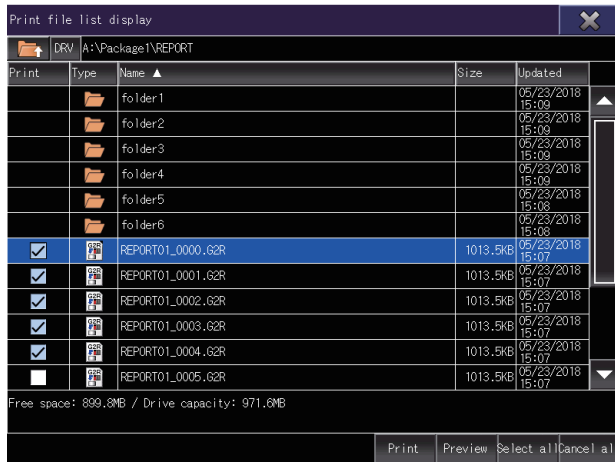 Print file list display
DRV A:\Package1\REPORT
Print Type Name ▲ Size Updated
folder1 05/23/2018
15:09
folder2 05/23/2018
15:09
folder3 05/23/2018
15:09
folder4 05/23/2018
15:09
folder5 05/23/2018
15:08
folder6 05/23/2018
15:08
G2R REPORT01_0000.G2R 1013.5KB 05/23/2018
15:07
G2R REPORT01_0001.G2R 1013.5KB 05/23/2018
15:07
G2R REPORT01_0002.G2R 1013.5KB 05/23/2018
15:07
G2R REPORT01_0003.G2R 1013.5KB 05/23/2018
15:07
G2R REPORT01_0004.G2R 1013.5KB 05/23/2018
15:07
G2R REPORT01_0005.G2R 1013.5KB 05/23/2018
15:07
Free space: 899.8MB / Drive capacity: 971.6MB
Print Preview Select all Cancel al